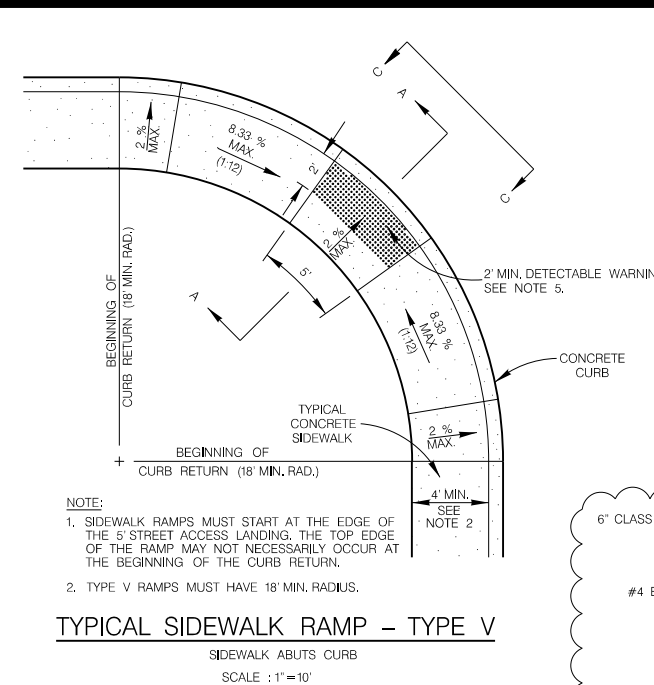 C
A
8.33 %
MAX.
(1:12)
2 %
MAX.
2'
C
2 %
MAX.
2' MIN. DETECTABLE WARNIN
SEE NOTE 5.
5'
A
8.33 %
MAX.
(1:12)
BEGINNING OF
CURB RETURN (18' MIN. RAD.)
CONCRETE
CURB
TYPICAL
CONCRETE
SIDEWALK
2 %
MAX.
BEGINNING OF
CURB RETURN (18' MIN. RAD.)
4' MIN.
SEE
NOTE 2
NOTE:
1. SIDEWALK RAMPS MUST START AT THE EDGE OF
THE 5' STREET ACCESS LANDING. THE TOP EDGE
OF THE RAMP MAY NOT NECESSARILY OCCUR AT
THE BEGINNING OF THE CURB RETURN.
2. TYPE V RAMPS MUST HAVE 18' MIN. RADIUS.
6" CLASS
#4 B
TYPICAL SIDEWALK RAMP – TYPE V
SIDEWALK ABUTS CURB
SCALE : 1"=10'